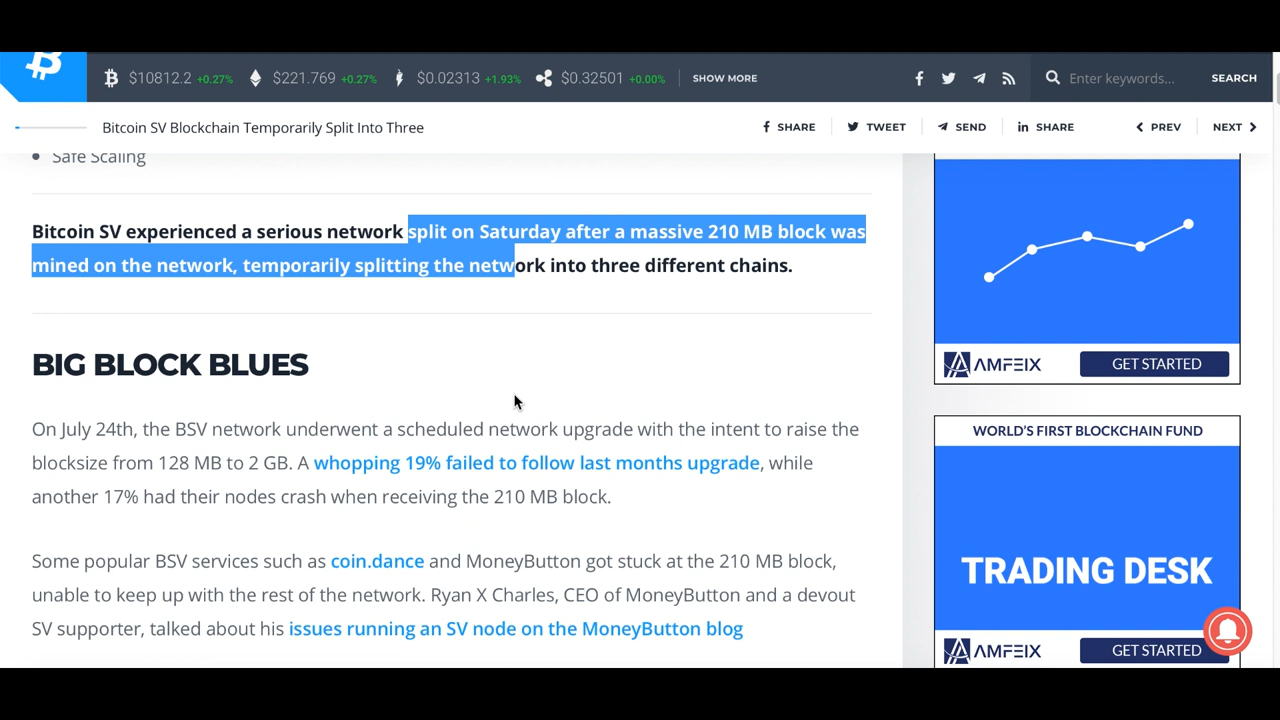 $10812.2 +0.27% $221.769 +0.27% $0.02313 +1.93% $0.32501 +0.00% SHOW MORE Enter keywords... SEARCH
Bitcoin SV Blockchain Temporarily Split Into Three SHARE TWEET SEND SHARE PREV NEXT
Safe Scaling
Bitcoin SV experienced a serious network split on Saturday after a massive 210 MB block was
mined on the network, temporarily splitting the network into three different chains.
BIG BLOCK BLUES
On July 24th, the BSV network underwent a scheduled network upgrade with the intent to raise the
blocksize from 128 MB to 2 GB. A whopping 19% failed to follow last months upgrade, while
another 17% had their nodes crash when receiving the 210 MB block.
Some popular BSV services such as coin.dance and MoneyButton got stuck at the 210 MB block,
unable to keep up with the rest of the network. Ryan X Charles, CEO of MoneyButton and a devout
SV supporter, talked about his issues running an SV node on the MoneyButton blog
AMFEIX GET STARTED
WORLD'S FIRST BLOCKCHAIN FUND
TRADING DESK
AMFEIX GET STARTED